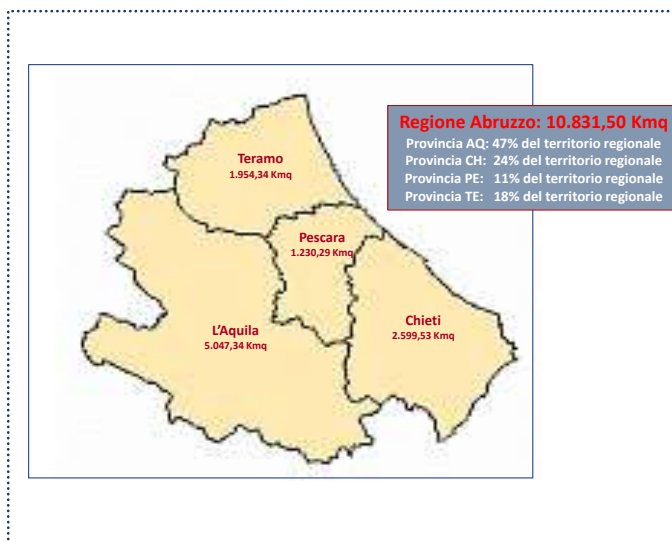 Regione Abruzzo: 10.831,50 Kmq
Provincia AQ: 47% del territorio regionale
Provincia CH: 24% del territorio regionale
Provincia PE: 11% del territorio regionale
Provincia TE: 18% del territorio regionale
Teramo
1.954,34 Kmq
Pescara
1.230,29 Kmq
L'Aquila
5.047,34 Kmq
Chieti
2.599,53 Kmq